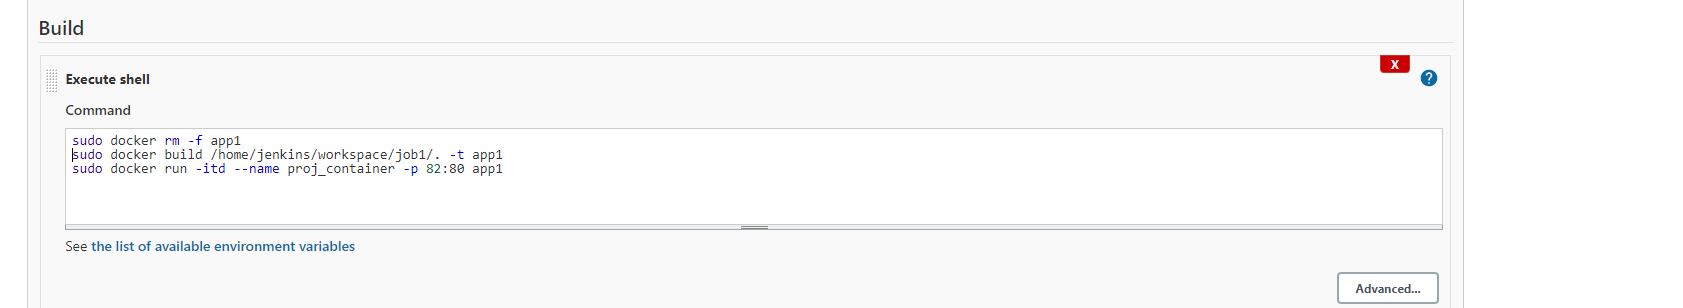 Build
X
?
Execute shell
Command
sudo docker rm -f app1
sudo docker build /home/jenkins/workspace/job1/. -t app1
sudo docker run -itd --name proj_container -p 82:80 app1
See the list of available environment variables
Advanced...